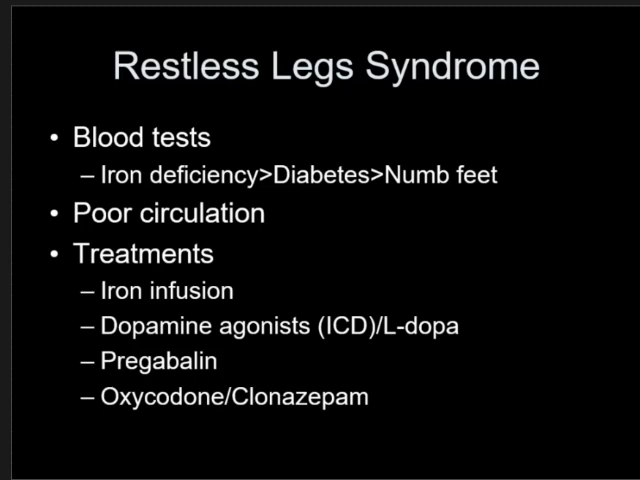 Restless Legs Syndrome
• Blood tests
– Iron deficiency>Diabetes>Numb feet
• Poor circulation
• Treatments
– Iron infusion
– Dopamine agonists (ICD)/L-dopa
– Pregabalin
– Oxycodone/Clonazepam